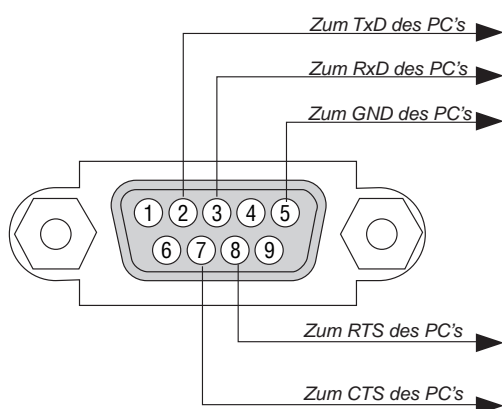 Zum TxD des PC's
Zum RxD des PC's
Zum GND des PC's
1 2 3 4 5
6 7 8 9
Zum RTS des PC's
Zum CTS des PC's